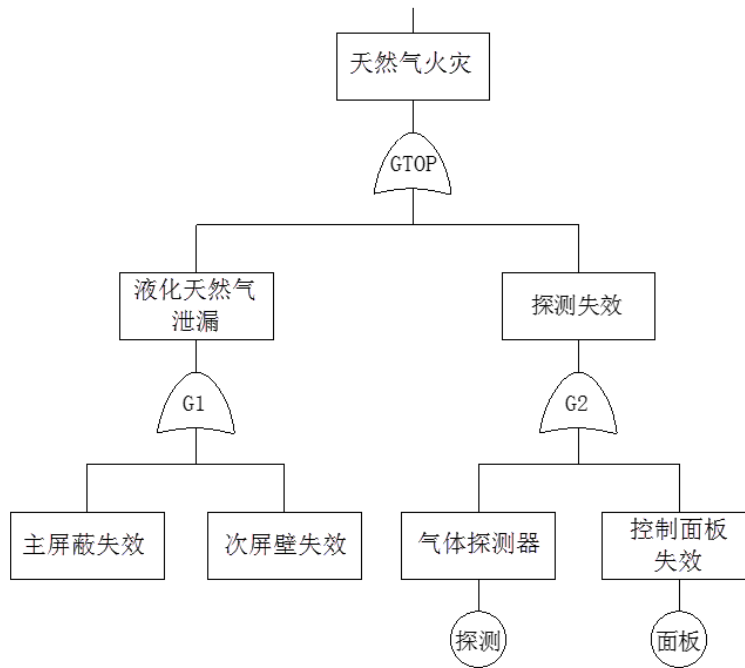 天然气火灾
GTOP
液化天然气
泄漏
探测失效
G1
G2
主屏蔽失效
次屏壁失效
气体探测器
控制面板
失效
探测
面板